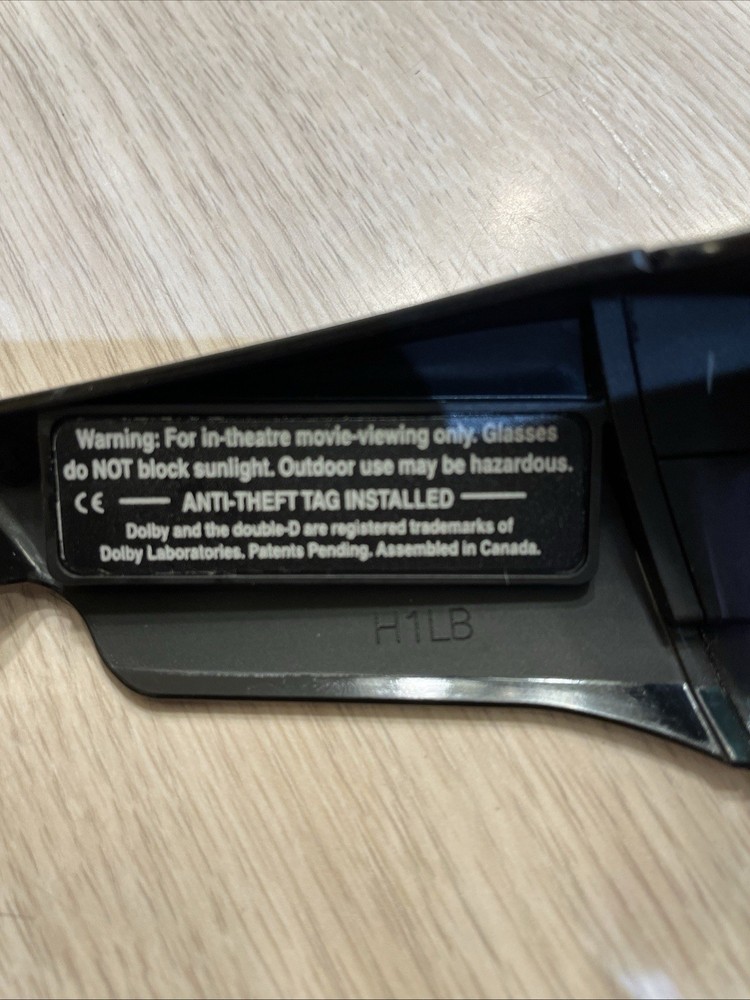 Warning: For in-theatre movie-viewing only. Glasses
do NOT block sunlight. Outdoor use may be hazardous.
CE — ANTI-THEFT TAG INSTALLED —
Dolby and the double-D are registered trademarks of
Dolby Laboratories. Patents Pending. Assembled in Canada.
H1LB